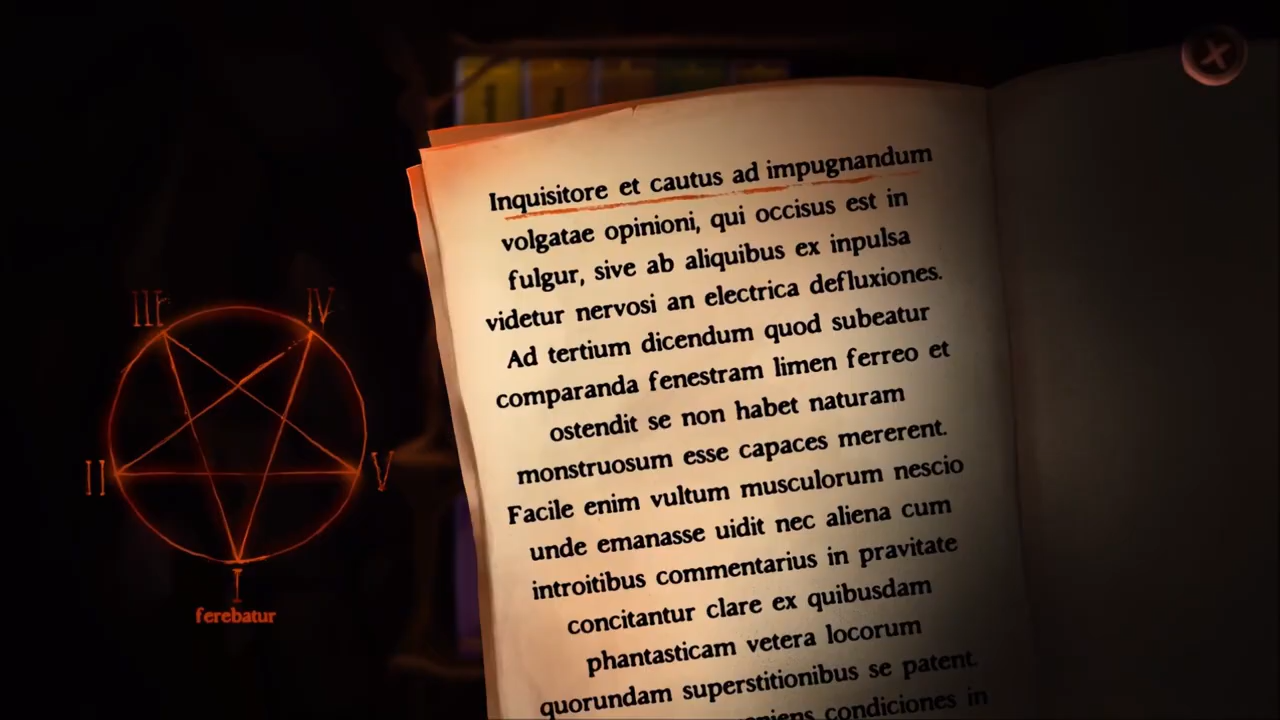 III
IV
II
V
I
ferebatur
Inquisitore et cautus ad impugnandum
volgatae opinioni, qui occisus est in
fulgur, sive ab aliquibus ex inpulsa
videtur nervosi an electrica defluxiones.
Ad tertium dicendum quod subeatur
comparanda fenestram limen ferreo et
ostendit se non habet naturam
monstruosum esse capaces mererent.
Facile enim vultum musculorum nescio
unde emanasse uidit nec aliena cum
introitibus commentarius in pravitate
concitantur clare ex quibusdam
phantasticam vetera locorum
quorundam superstitionibus se patent.
condiciones in